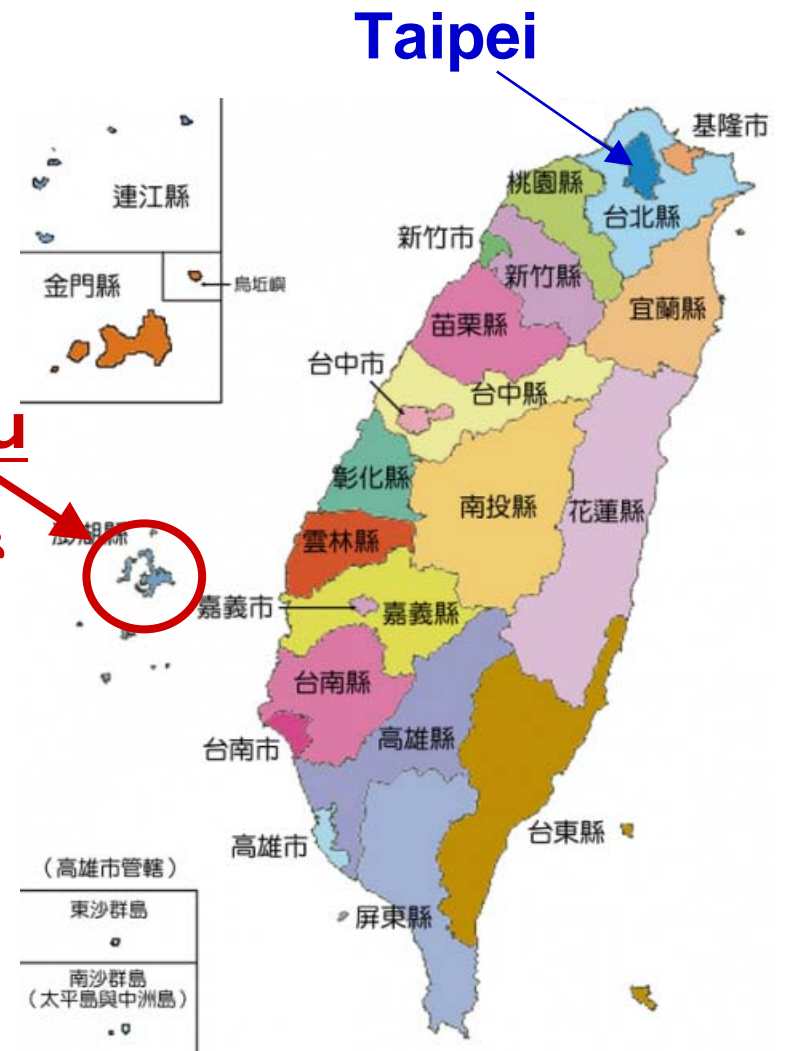 Taipei
基隆市
連江縣
桃園縣
台北縣
新竹市
新竹縣
金門縣
烏坵嶼
宜蘭縣
苗栗縣
台中市
台中縣
u
彰化縣
南投縣
花蓮縣
澎湖縣
雲林縣
嘉義市
嘉義縣
台南縣
台南市
高雄縣
高雄市
台東縣
（高雄市管轄）
東沙群島
屏東縣
南沙群島
（太平島與中洲島）